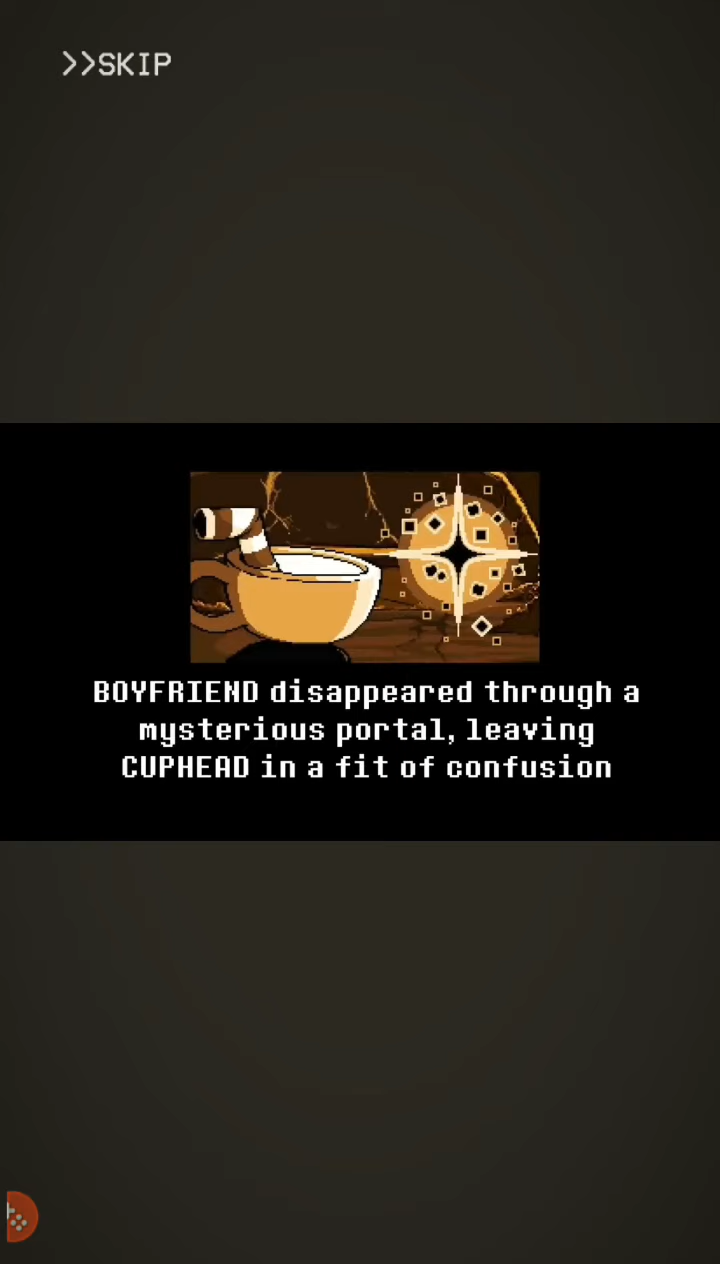 >>SKIP
BOYFRIEND disappeared through a
mysterious portal, leaving
CUPHEAD in a fit of confusion